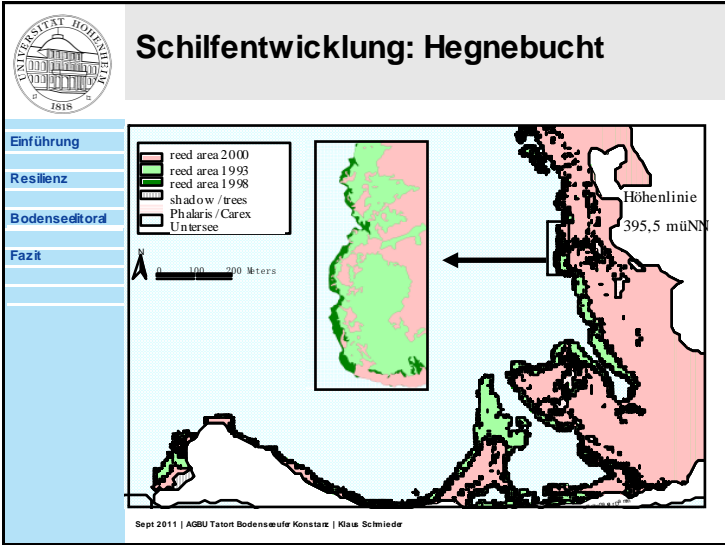 UNIVERSITÄT HOHENHEIM
1818
Schilfentwicklung: Hegnebucht
Einführung
Resilienz
Bodenseelitoral
Fazit
reed area 2000
reed area 1993
reed area 1998
shadow / trees
Phalaris / Carex
Untersee
N
0 100 200 Meters
Höhenlinie
395,5 müNN
Sept 2011 | AGBU Tatort Bodenseeufer Konstanz | Klaus Schmieder